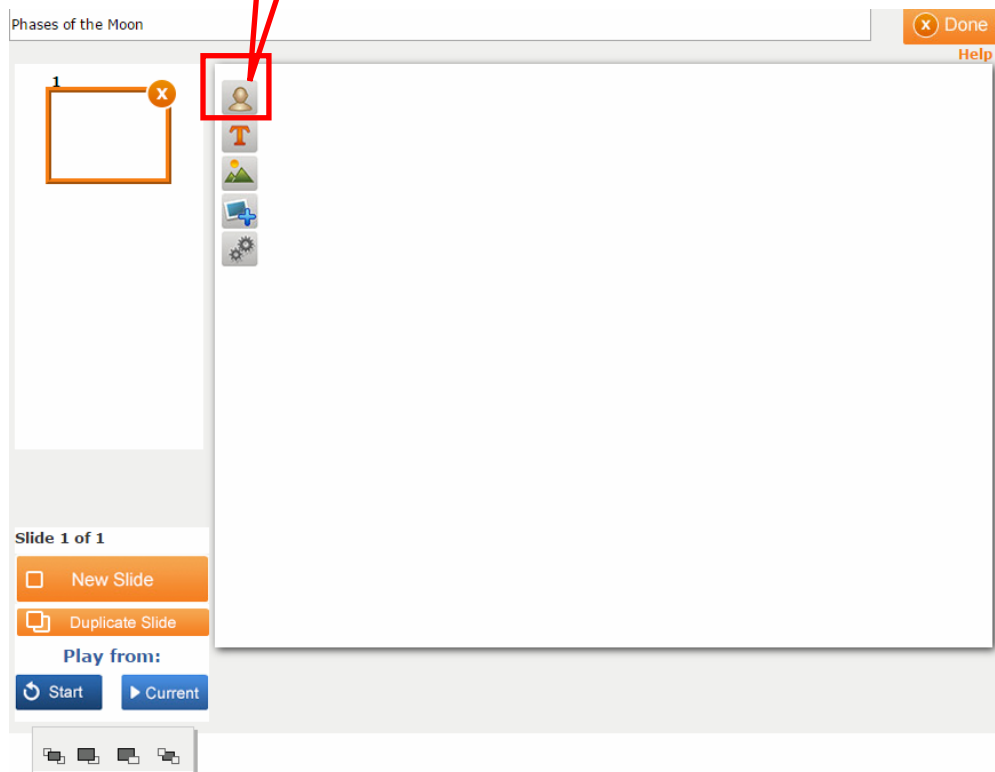 Phases of the Moon
X Done
Help
1
X
T
Slide 1 of 1
New Slide
Duplicate Slide
Play from:
Start
Current